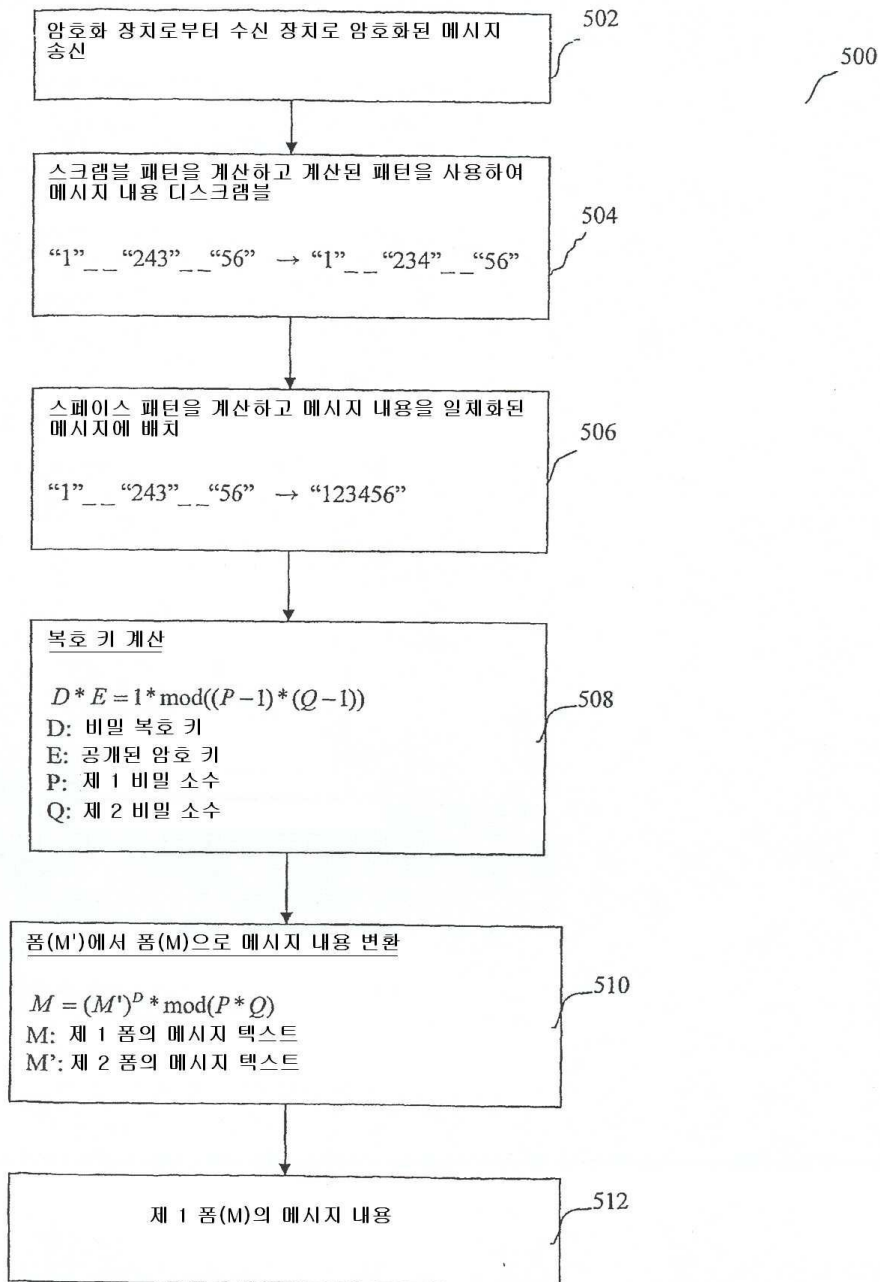 암호화 장치로부터 수신 장치로 암호화된 메시지
송신
502
500
스크램블 패턴을 계산하고 계산된 패턴을 사용하여
메시지 내용 디스크램블
504
“1”_ _ “243”_ _“56” → “1”_ _ “234”_ _“56”
스페이스 패턴을 계산하고 메시지 내용을 일체화된
메시지에 배치
506
“1”_ _ “243”_ _“56” → “123456”
복호 키 계산
D * E = 1 * mod((P − 1) * (Q − 1))
508
D: 비밀 복호 키
E: 공개된 암호 키
P: 제 1 비밀 소수
Q: 제 2 비밀 소수
폼(M')에서 폼(M)으로 메시지 내용 변환
M = (M')^D * mod(P * Q)
510
M: 제 1 폼의 메시지 텍스트
M’: 제 2 폼의 메시지 텍스트
제 1 폼(M)의 메시지 내용
512